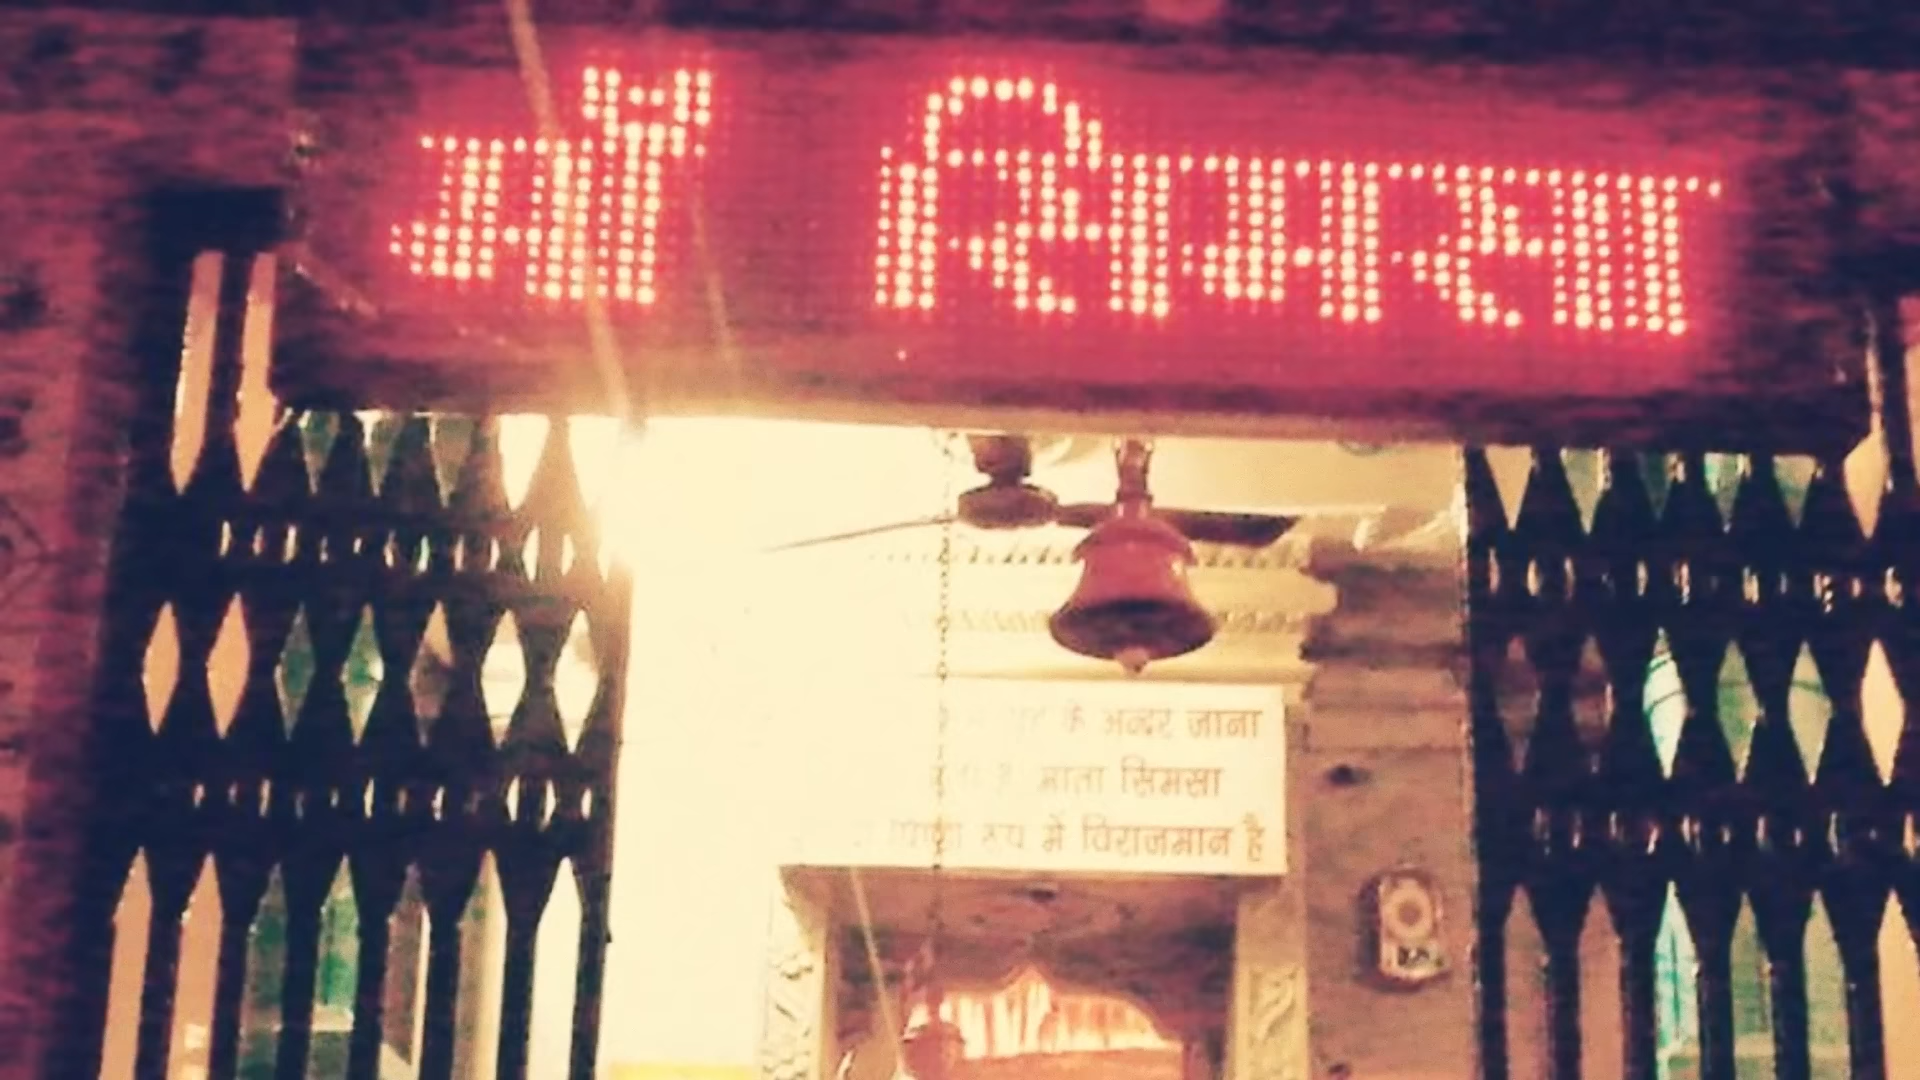 माँ सिमसा
के अन्दर जाना
माता सिमसा
रूप में विराजमान है